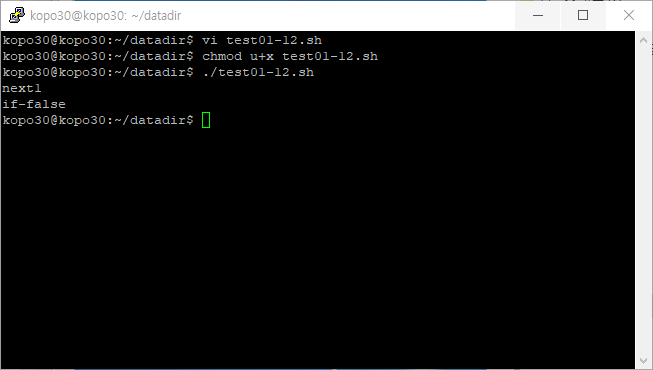 kopo30@kopo30: ~/datadir
kopo30@kopo30:~/datadir$ vi test01-12.sh
kopo30@kopo30:~/datadir$ chmod u+x test01-12.sh
kopo30@kopo30:~/datadir$ ./test01-12.sh
next1
if-false
kopo30@kopo30:~/datadir$